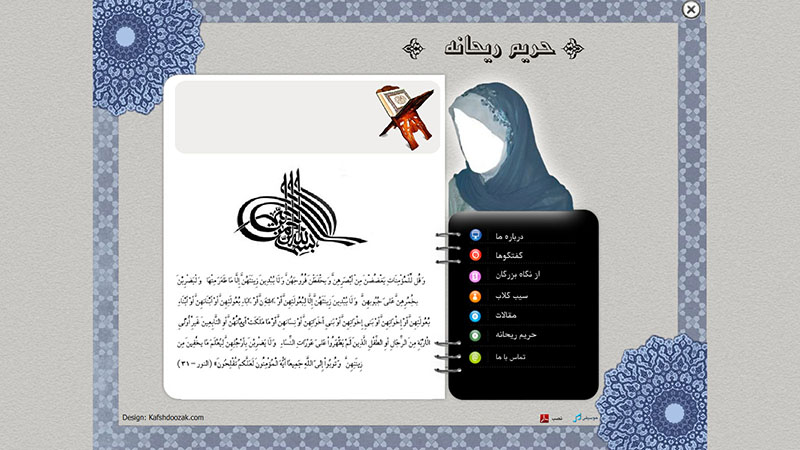 حریم ریحانه
وَقُل لِّلْمُؤْمِنَاتِ يَغْضُضْنَ مِنْ أَبْصَارِهِنَّ وَيَحْفَظْنَ فُرُوجَهُنَّ وَلَا يُبْدِينَ زِينَتَهُنَّ إِلَّا مَا ظَهَرَ مِنْهَا وَلْيَضْرِبْنَ
بِخُمُرِهِنَّ عَلَى جُيُوبِهِنَّ وَلَا يُبْدِينَ زِينَتَهُنَّ إِلَّا لِبُعُولَتِهِنَّ أَوْ آبَائِهِنَّ أَوْ آبَاءِ بُعُولَتِهِنَّ أَوْ أَبْنَائِهِنَّ أَوْ أَبْنَاءِ
بُعُولَتِهِنَّ أَوْ إِخْوَانِهِنَّ أَوْ بَنِي إِخْوَانِهِنَّ أَوْ بَنِي أَخَوَاتِهِنَّ أَوْ نِسَائِهِنَّ أَوْ مَا مَلَكَتْ أَيْمَانُهُنَّ أَوِ التَّابِعِينَ غَيْرِ أُوْلِي
الْإِرْبَةِ مِنَ الرِّجَالِ أَوِ الطِّفْلِ الَّذِينَ لَمْ يَظْهَرُوا عَلَى عَوْرَاتِ النِّسَاء وَلَا يَضْرِبْنَ بِأَرْجُلِهِنَّ لِيُعْلَمَ مَا يُخْفِينَ مِن
زِينَتِهِنَّ وَتُوبُوا إِلَى اللَّهِ جَمِيعًا أَيُّهَ الْمُؤْمِنُونَ لَعَلَّكُمْ تُفْلِحُونَ» (النور – ۳۱)
درباره ما
گفتگوها
از نگاه بزرگان
سیب گلاب
مقالات
حریم ریحانه
تماس با ما
موسیقی
نصب
Design: Kafshdoozak.com